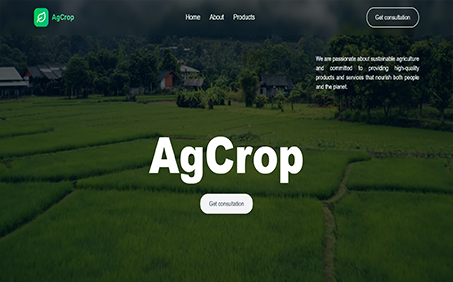 AgCrop
Home About Products
Get consultation
We are passionate about sustainable agriculture
and committed to providing high-quality
products and services that nourish both people
and the planet.
AgCrop
Get consultation